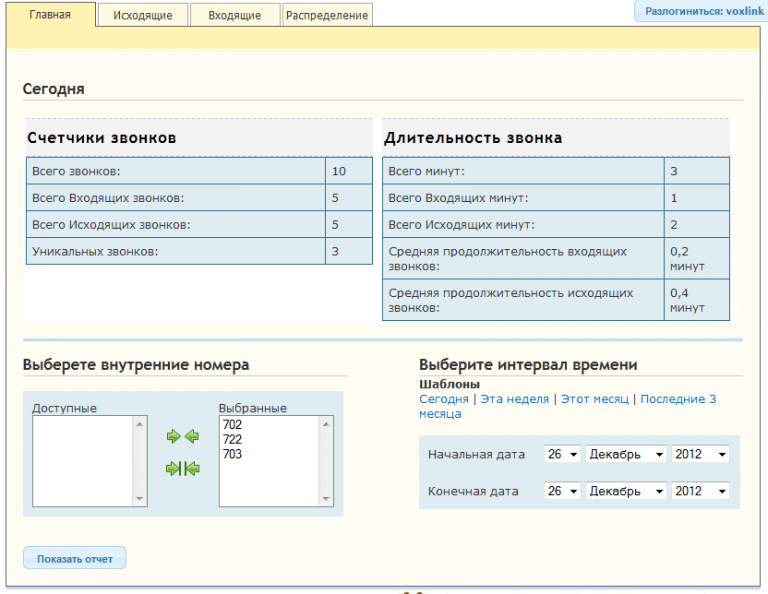 Главная
Исходящие
Входящие
Распределение
Разлогиниться: voxlink
Сегодня
Счетчики звонков
Всего звонков: 10
Всего Входящих звонков: 5
Всего Исходящих звонков: 5
Уникальных звонков: 3
Длительность звонка
Всего минут: 3
Всего Входящих минут: 1
Всего Исходящих минут: 2
Средняя продолжительность входящих 0,2
звонков: минут
Средняя продолжительность исходящих 0,4
звонков: минут
Выберете внутренние номера
Доступные
Выбранные
702
722
703
Выберите интервал времени
Шаблоны
Сегодня | Эта неделя | Этот месяц | Последние 3
месяца
Начальная дата 26 Декабрь 2012
Конечная дата 26 Декабрь 2012
Показать отчет